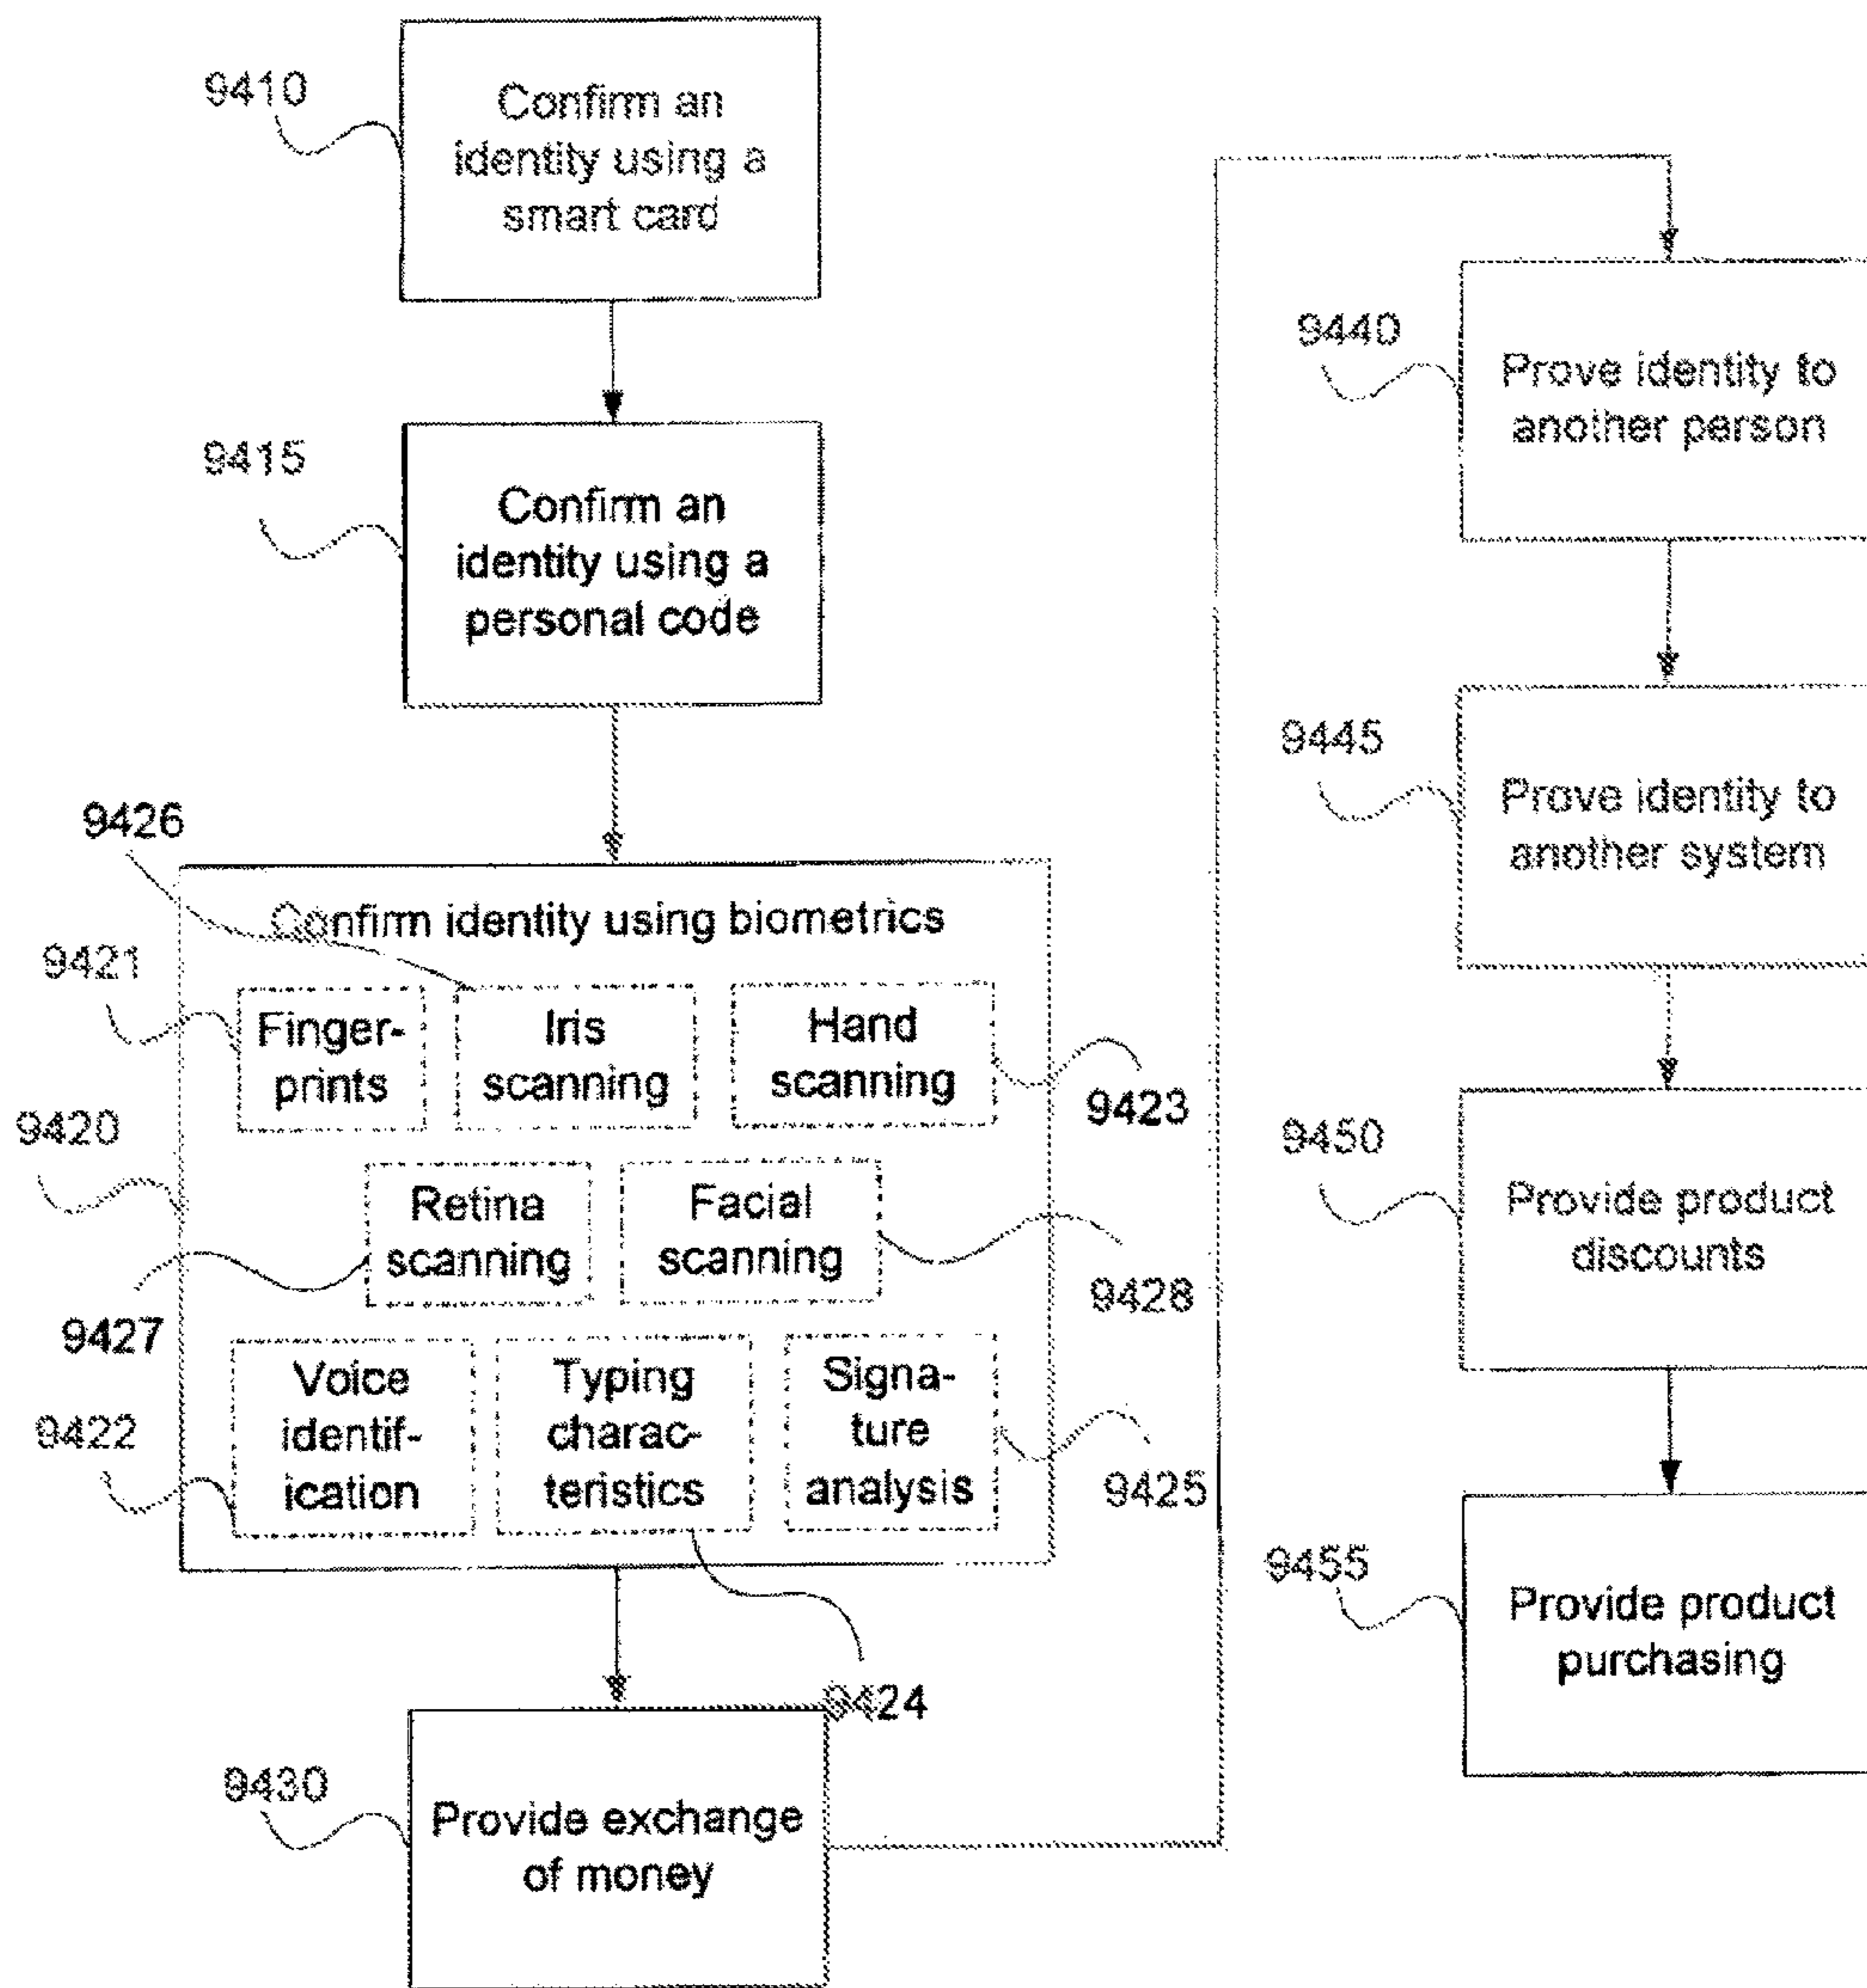 9410
Confirm an
identity using a
smart card
9415
Confirm an
identity using a
personal code
9426
Confirm identity using biometrics
9421
Finger-
prints
Iris
scanning
Hand
scanning
9423
9420
Retina
scanning
Facial
scanning
9428
9427
Voice
identif-
ication
Typing
charac-
teristics
Signa-
ture
analysis
9422
9425
9424
9430
Provide exchange
of money
9440
Prove identity to
another person
9445
Prove identity to
another system
9450
Provide product
discounts
9455
Provide product
purchasing